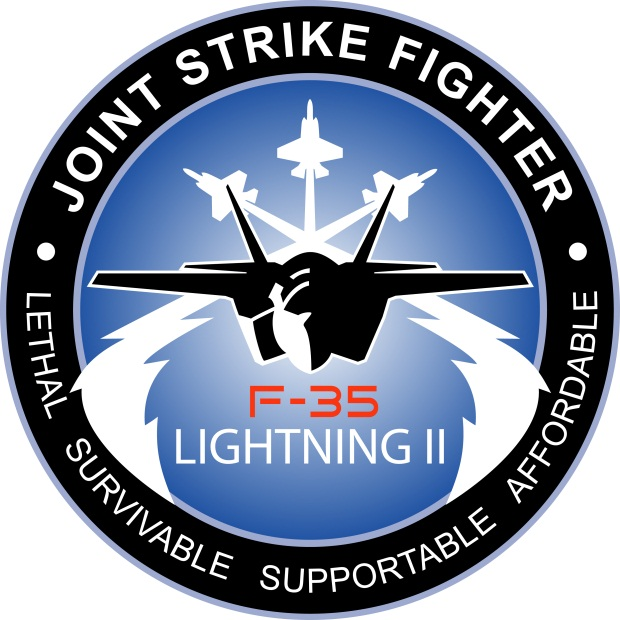 JOINT STRIKE FIGHTER
F-35
LIGHTNING II
LETHAL SURVIVABLE SUPPORTABLE AFFORDABLE